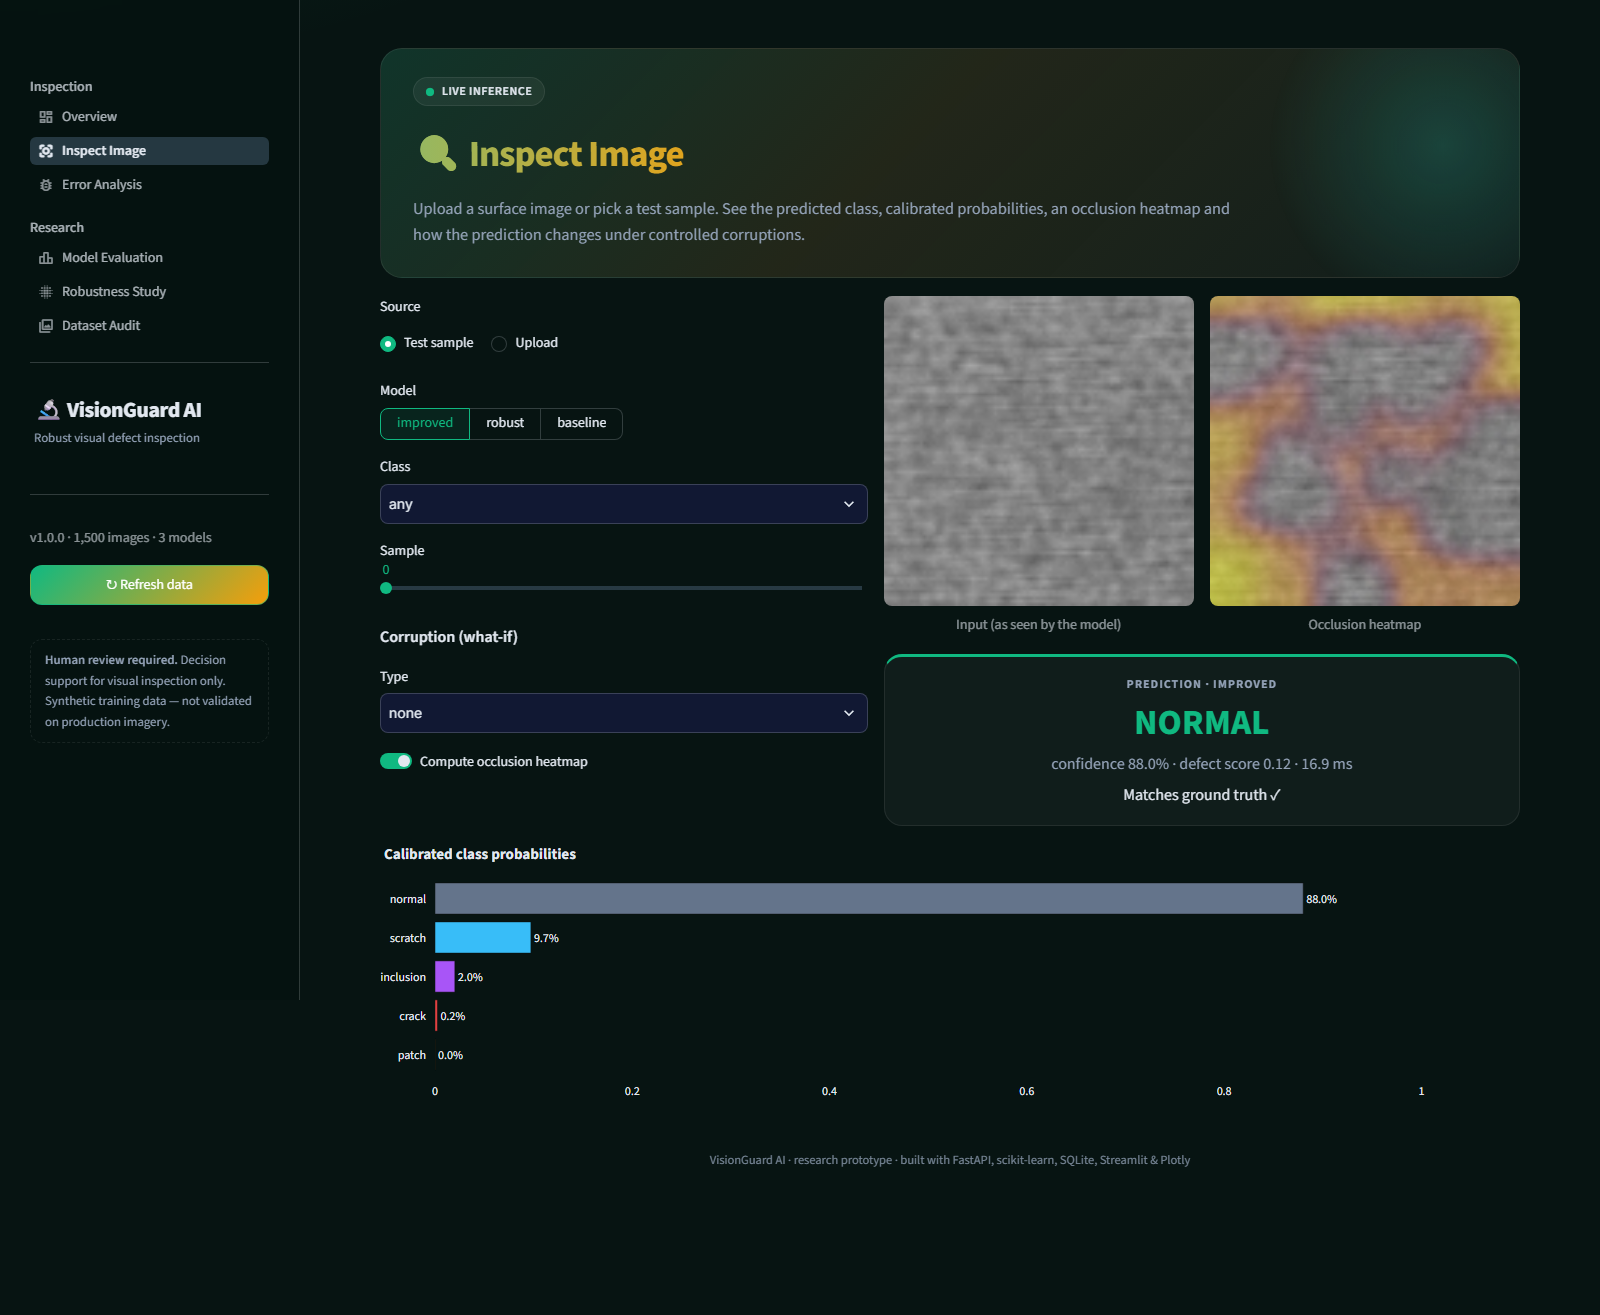 Inspection
Overview
Inspect Image
Error Analysis
Research
Model Evaluation
Robustness Study
Dataset Audit
VisionGuard AI
Robust visual defect inspection
v1.0.0 · 1,500 images · 3 models
↻ Refresh data
Human review required. Decision
support for visual inspection only.
Synthetic training data — not validated
on production imagery.
LIVE INFERENCE
Inspect Image
Upload a surface image or pick a test sample. See the predicted class, calibrated probabilities, an occlusion heatmap and
how the prediction changes under controlled corruptions.
Source
Test sample Upload
Model
improved robust baseline
Class
any
Sample
0
Corruption (what-if)
Type
none
Compute occlusion heatmap
Input (as seen by the model)
Occlusion heatmap
PREDICTION · IMPROVED
NORMAL
confidence 88.0% · defect score 0.12 · 16.9 ms
Matches ground truth ✓
Calibrated class probabilities
normal 88.0%
scratch 9.7%
inclusion 2.0%
crack 0.2%
patch 0.0%
0 0.2 0.4 0.6 0.8 1
VisionGuard AI · research prototype · built with FastAPI, scikit-learn, SQLite, Streamlit & Plotly